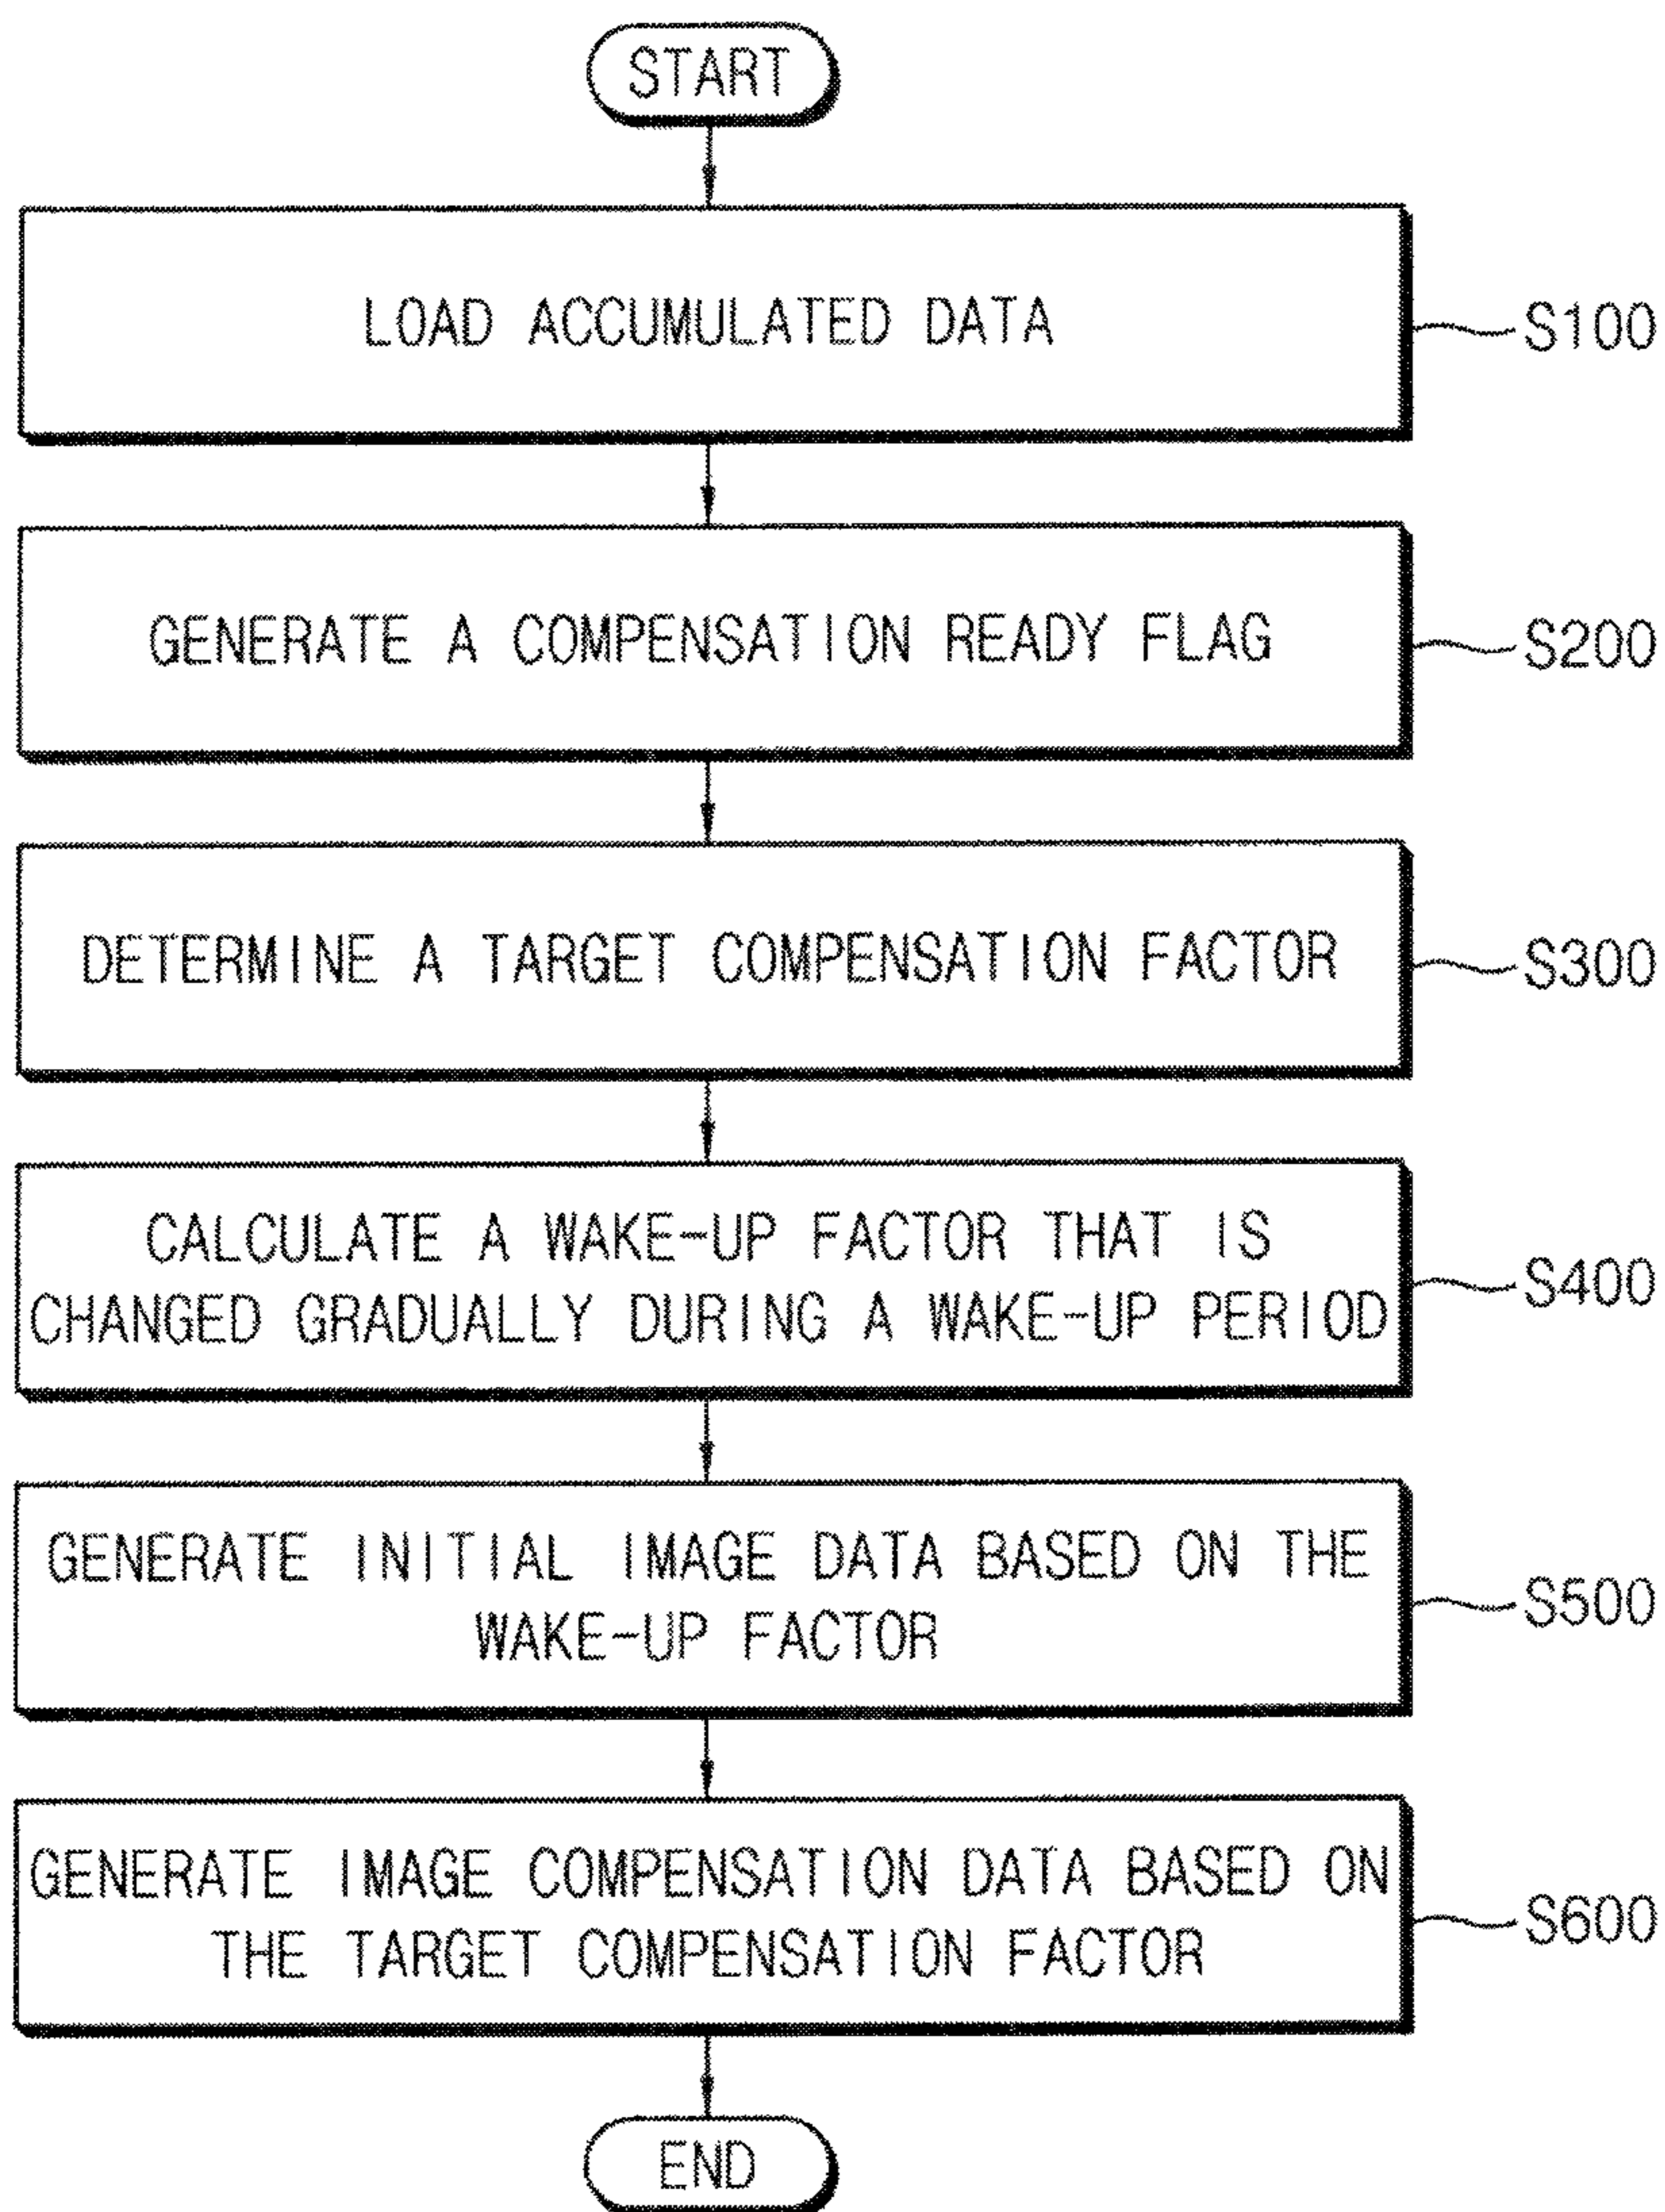 START
LOAD ACCUMULATED DATA
S100
GENERATE A COMPENSATION READY FLAG
S200
DETERMINE A TARGET COMPENSATION FACTOR
S300
CALCULATE A WAKE-UP FACTOR THAT IS
CHANGED GRADUALLY DURING A WAKE-UP PERIOD
S400
GENERATE INITIAL IMAGE DATA BASED ON THE
WAKE-UP FACTOR
S500
GENERATE IMAGE COMPENSATION DATA BASED ON
THE TARGET COMPENSATION FACTOR
S600
END